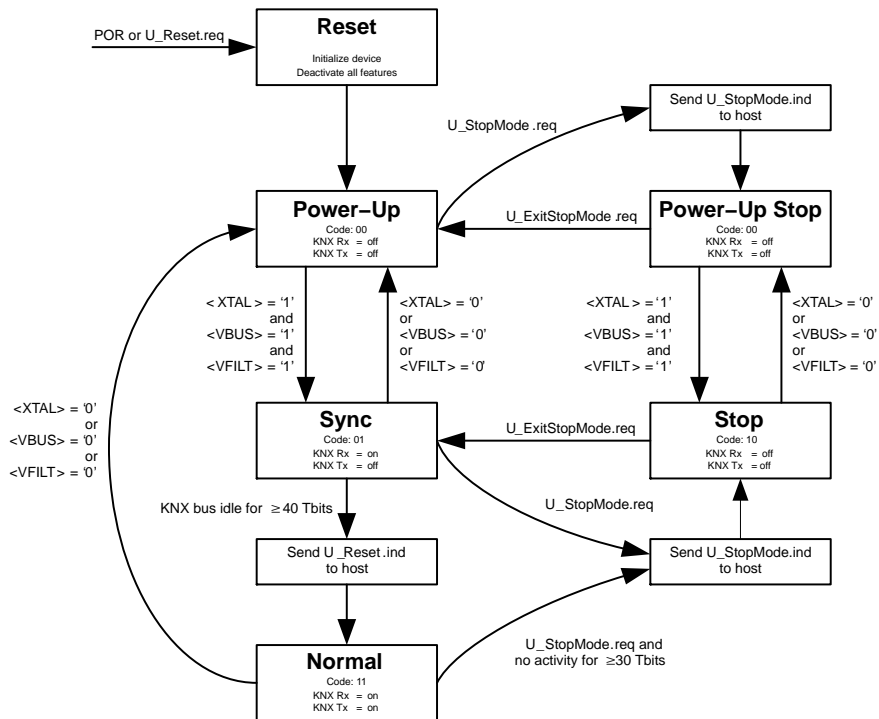 Reset
POR or U_Reset.req
Initialize device
Deactivate all features
Send U_StopMode.ind
to host
U_StopMode .req
Power−Up
Code: 00
KNX Rx = off
KNX Tx = off
U_ExitStopMode .req
Power−Up Stop
Code: 00
KNX Rx = off
KNX Tx = off
<XTAL> = '1'
and
<VBUS> = '1'
and
<VFILT> = '1'
<XTAL> = '0'
or
<VBUS> = '0'
or
<VFILT> = '0'
<XTAL> = '1'
and
<VBUS> = '1'
and
<VFILT> = '1'
<XTAL> = '0'
or
<VBUS> = '0'
or
<VFILT> = '0'
<XTAL> = '0'
or
<VBUS> = '0'
or
<VFILT> = '0'
Sync
Code: 01
KNX Rx = on
KNX Tx = off
U_ExitStopMode.req
Stop
Code: 10
KNX Rx = off
KNX Tx = off
KNX bus idle for ≥ 40 Tbits
U_StopMode.req
Send U_Reset.ind
to host
Send U_StopMode.ind
to host
Normal
Code: 11
KNX Rx = on
KNX Tx = on
U_StopMode.req and
no activity for ≥30 Tbits